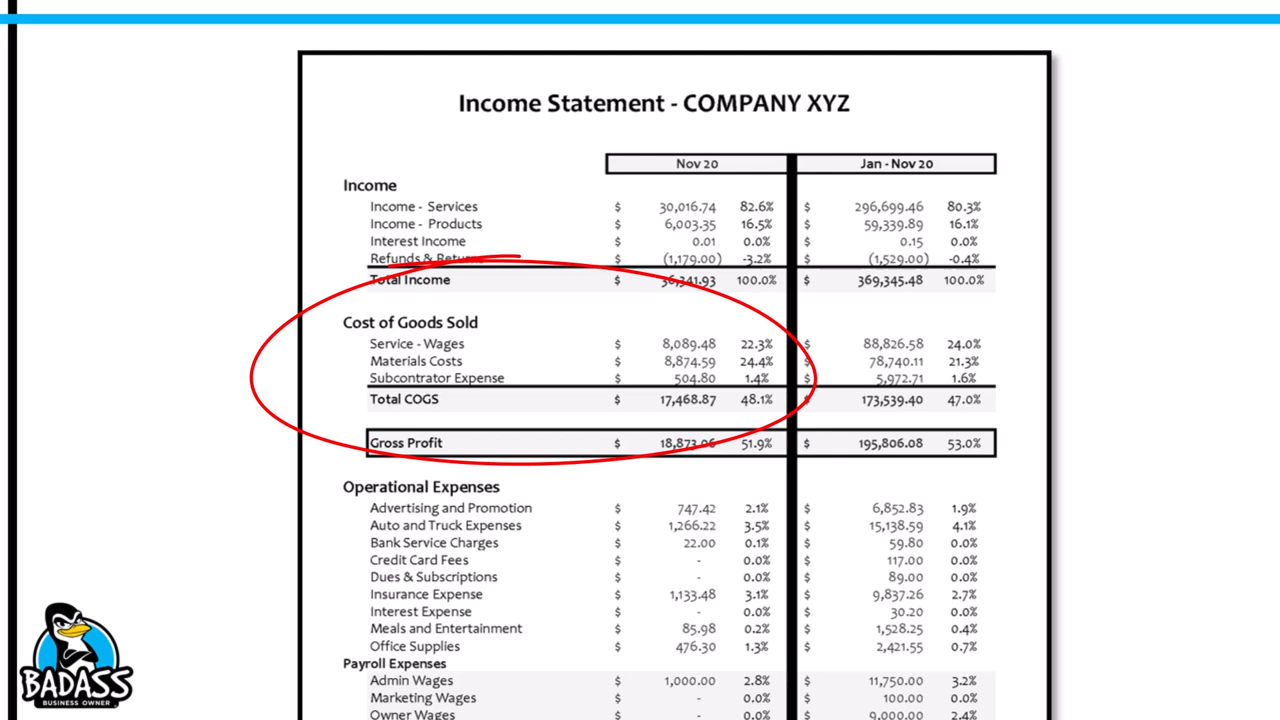 Income Statement - COMPANY XYZ
Nov 20 Jan - Nov 20
Income
Income - Services $ 30,016.74 82.6% $ 296,699.46 80.3%
Income - Products $ 6,003.35 16.5% $ 59,339.89 16.1%
Interest Income $ 0.01 0.0% $ 0.15 0.0%
Refunds & Returns $ (1,179.00) -3.2% $ (1,529.00) -0.4%
Total Income $ 36,341.93 100.0% $ 369,345.48 100.0%
Cost of Goods Sold
Service - Wages $ 8,089.48 22.3% $ 88,826.58 24.0%
Materials Costs $ 8,874.59 24.4% $ 78,740.11 21.3%
Subcontrator Expense $ 504.80 1.4% $ 5,972.71 1.6%
Total COGS $ 17,468.87 48.1% $ 173,539.40 47.0%
Gross Profit $ 18,873.06 51.9% $ 195,806.08 53.0%
Operational Expenses
Advertising and Promotion $ 747.42 2.1% $ 6,852.83 1.9%
Auto and Truck Expenses $ 1,266.22 3.5% $ 15,138.59 4.1%
Bank Service Charges $ 22.00 0.1% $ 59.80 0.0%
Credit Card Fees $ - 0.0% $ 117.00 0.0%
Dues & Subscriptions $ - 0.0% $ 89.00 0.0%
Insurance Expense $ 1,133.48 3.1% $ 9,837.26 2.7%
Interest Expense $ - 0.0% $ 30.20 0.0%
Meals and Entertainment $ 85.98 0.2% $ 1,528.25 0.4%
Office Supplies $ 476.30 1.3% $ 2,421.55 0.7%
Payroll Expenses
Admin Wages $ 1,000.00 2.8% $ 11,750.00 3.2%
Marketing Wages $ - 0.0% $ 100.00 0.0%
Owner Wages $ - 0.0% $ 9,000.00 2.4%
BADASS
BUSINESS OWNER